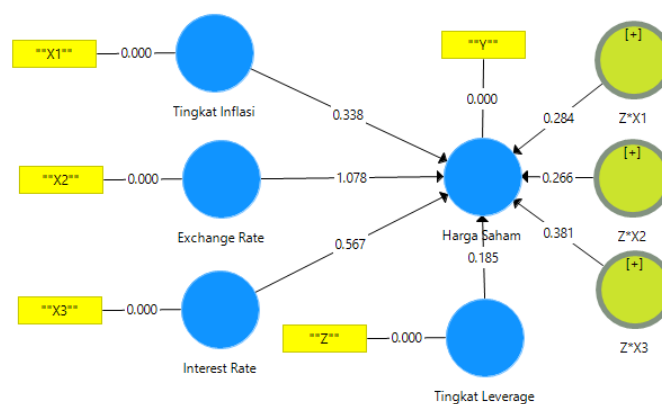 ""X1""
0.000
Tingkat Inflasi
""Y""
0.000
[+]
Z*X1
0.338
0.284
""X2""
0.000
Exchange Rate
1.078
Harga Saham
0.266
[+]
Z*X2
0.567
0.185
0.381
""X3""
0.000
Interest Rate
""Z""
0.000
Tingkat Leverage
[+]
Z*X3